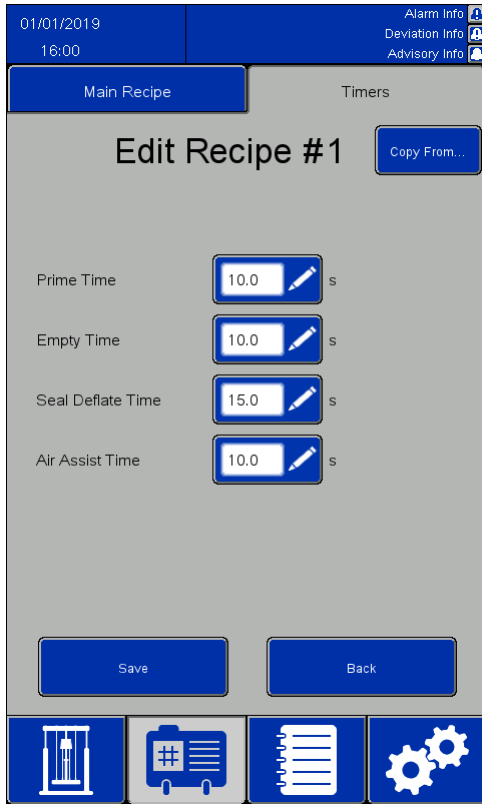 01/01/2019
16:00
Alarm Info
Deviation Info
Advisory Info
Main Recipe
Timers
Edit Recipe #1
Copy From...
Prime Time 10.0 s
Empty Time 10.0 s
Seal Deflate Time 15.0 s
Air Assist Time 10.0 s
Save
Back
#